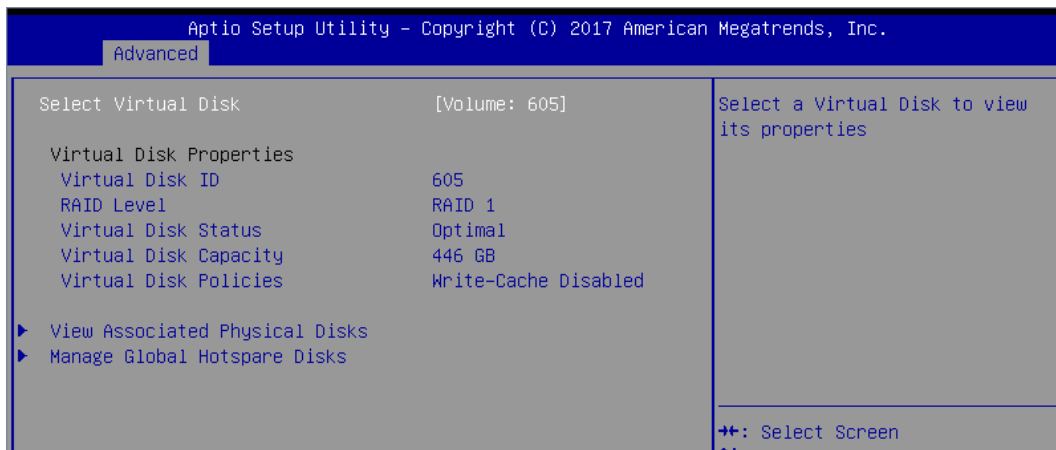 Aptio Setup Utility – Copyright (C) 2017 American Megatrends, Inc.
Advanced
Select Virtual Disk [Volume: 605]
Virtual Disk Properties
Virtual Disk ID 605
RAID Level RAID 1
Virtual Disk Status Optimal
Virtual Disk Capacity 446 GB
Virtual Disk Policies Write-Cache Disabled
View Associated Physical Disks
Manage Global Hotspare Disks
Select a Virtual Disk to view
its properties
→←: Select Screen